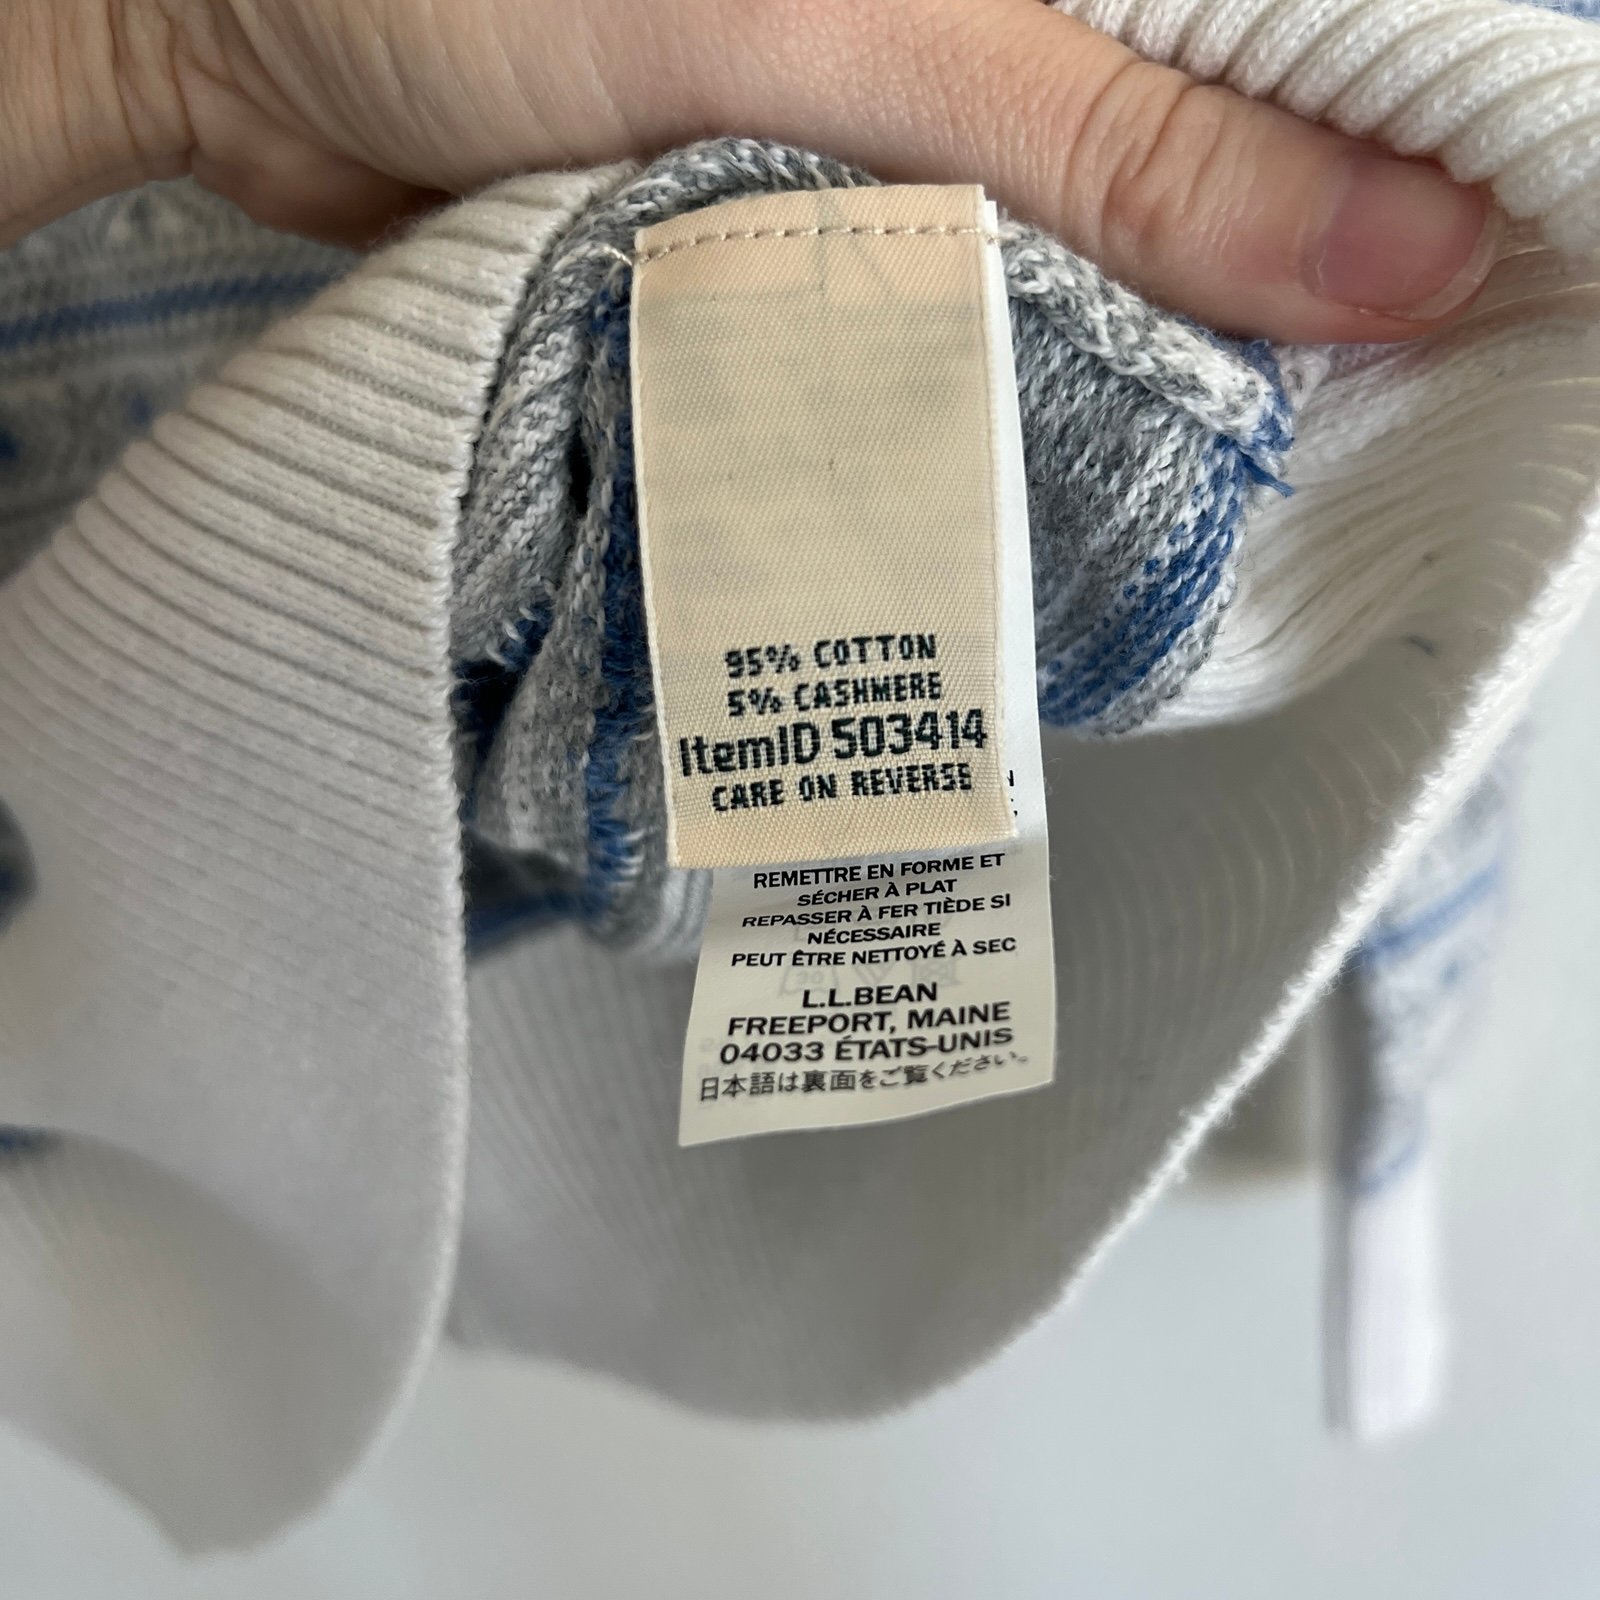 95% COTTON
5% CASHMERE
ItemID 503414
CARE ON REVERSE
REMETTRE EN FORME ET
SÉCHER À PLAT
REPASSER À FER TIÈDE SI
NÉCESSAIRE
PEUT ÊTRE NETTOYÉ À SEC
L.L.BEAN
FREEPORT, MAINE
04033 ÉTATS-UNIS
日本語は裏面をご覧ください。